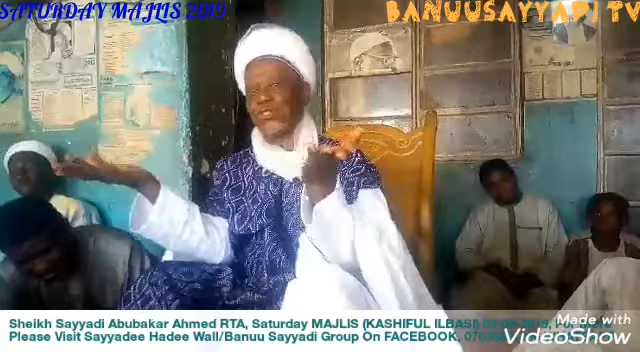 SATURDAY MAJLIS 2019
BANUUSAYYADI TV
Sheikh Sayyadi Abubakar Ahmed RTA, Saturday MAJLIS (KASHIFUL ILBASI)
Please Visit Sayyadee Hadee Wall/Banuu Sayyadi Group On FACEBOOK,
Made with
VideoShow